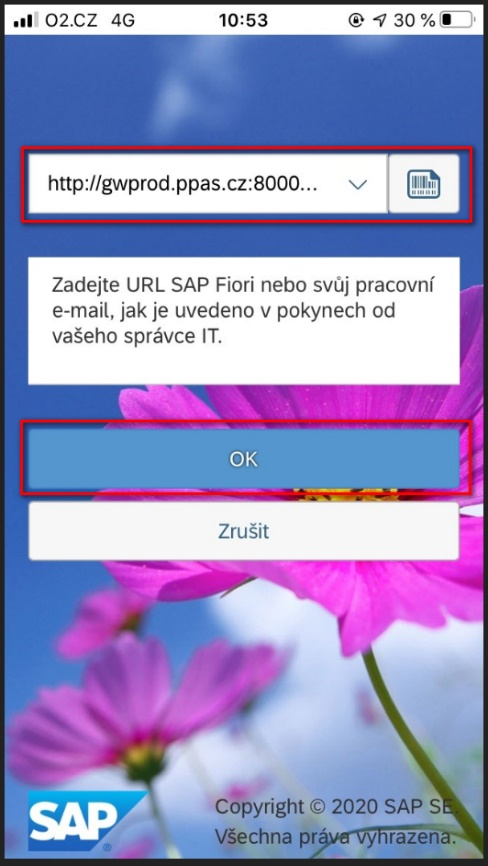 O2.CZ 4G 10:53 30 %
http://gwprod.ppas.cz:8000...
Zadejte URL SAP Fiori nebo svůj pracovní
e-mail, jak je uvedeno v pokynech od
vašeho správce IT.
OK
Zrušit
SAP
Copyright © 2020 SAP SE.
Všechna práva vyhrazena.